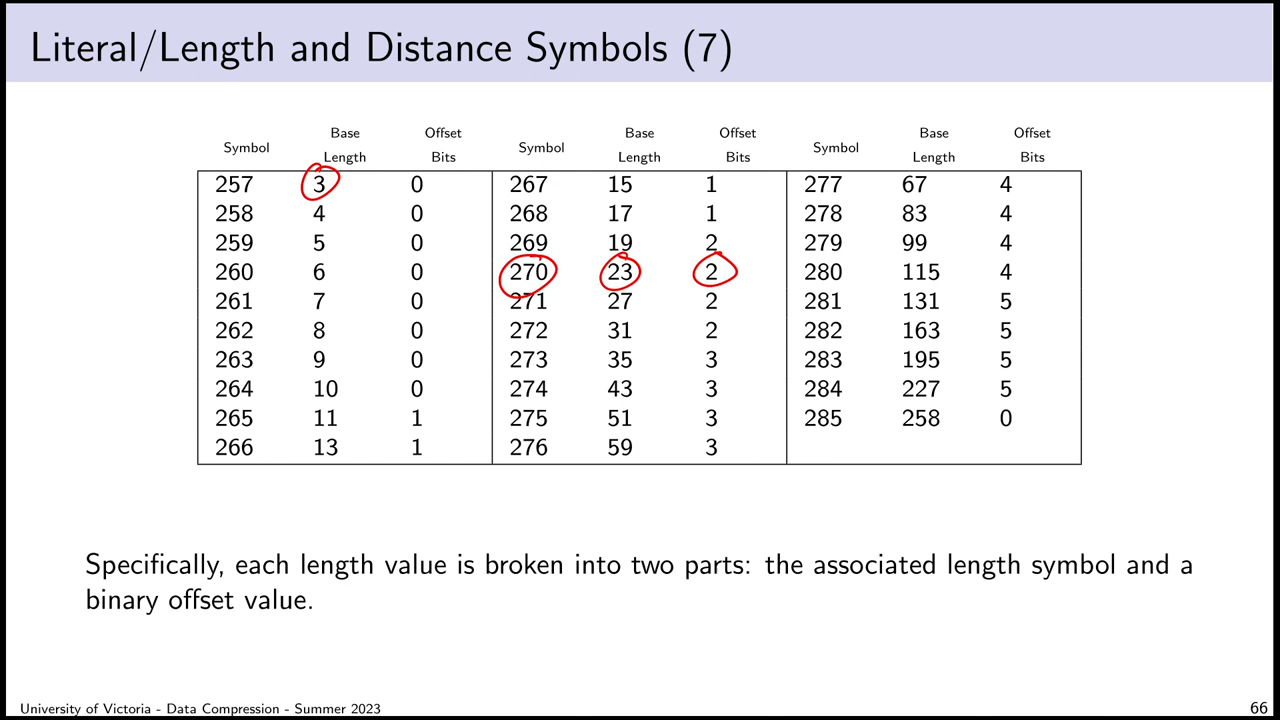 Literal/Length and Distance Symbols (7)
Symbol Base Length Offset Bits Symbol Base Length Offset Bits Symbol Base Length Offset Bits
257 3 0 267 15 1 277 67 4
258 4 0 268 17 1 278 83 4
259 5 0 269 19 2 279 99 4
260 6 0 270 23 2 280 115 4
261 7 0 271 27 2 281 131 5
262 8 0 272 31 2 282 163 5
263 9 0 273 35 3 283 195 5
264 10 0 274 43 3 284 227 5
265 11 1 275 51 3 285 258 0
266 13 1 276 59 3
Specifically, each length value is broken into two parts: the associated length symbol and a
binary offset value.
University of Victoria - Data Compression - Summer 2023 66